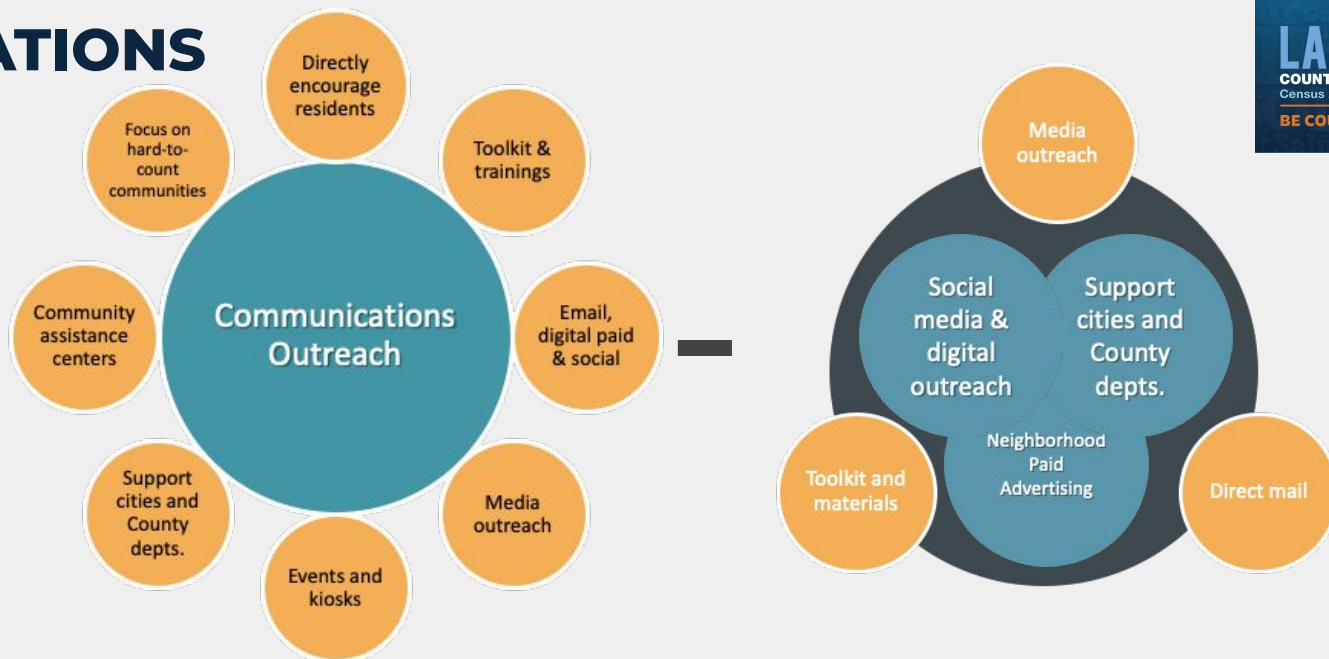 ATIONS
Directly
encourage
residents
Toolkit &
trainings
Email,
digital paid
& social
Media
outreach
Events and
kiosks
Support
cities and
County
depts.
Community
assistance
centers
Focus on
hard-to-
count
communities
Communications
Outreach
Media
outreach
Social
media &
digital
outreach
Support
cities and
County
depts.
Neighborhood
Paid
Advertising
Toolkit and
materials
Direct mail
LA
COUNT
Census
BE COU